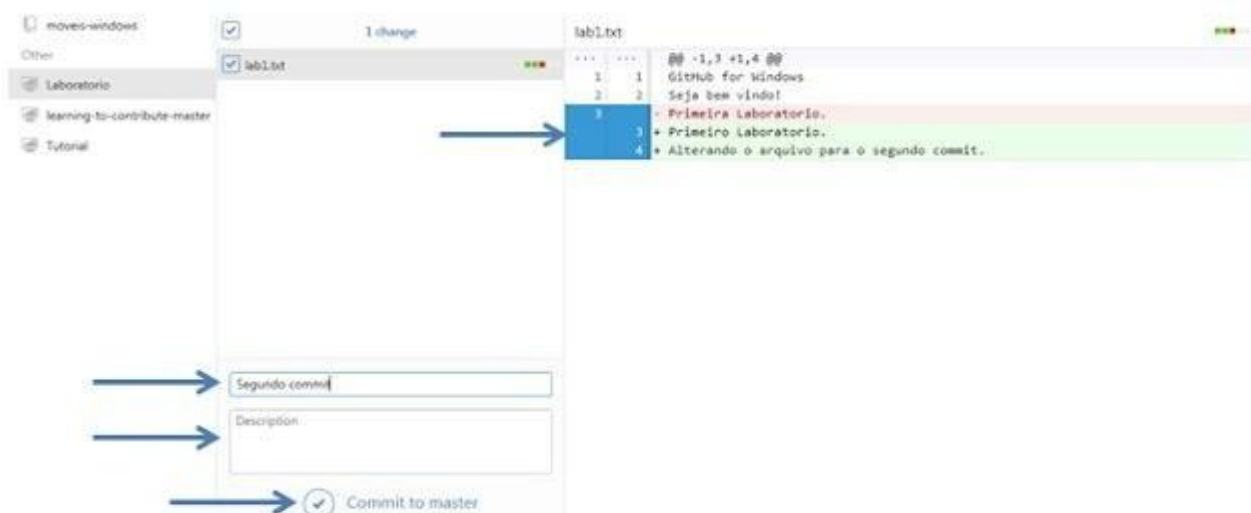 moveis-windows
Other
Laboratorio
learning-to-contribute-master
Tutorial
1 change
lab1.txt
Segundo commit
Description
Commit to master
lab1.txt
... ... @@ -1,3 +1,4 @@
1 1 GitHub for Windows
2 2 Seja bem vindo!
3 - Primeira Laboratorio.
3 + Primeiro Laboratorio.
4 + Alterando o arquivo para o segundo commit.